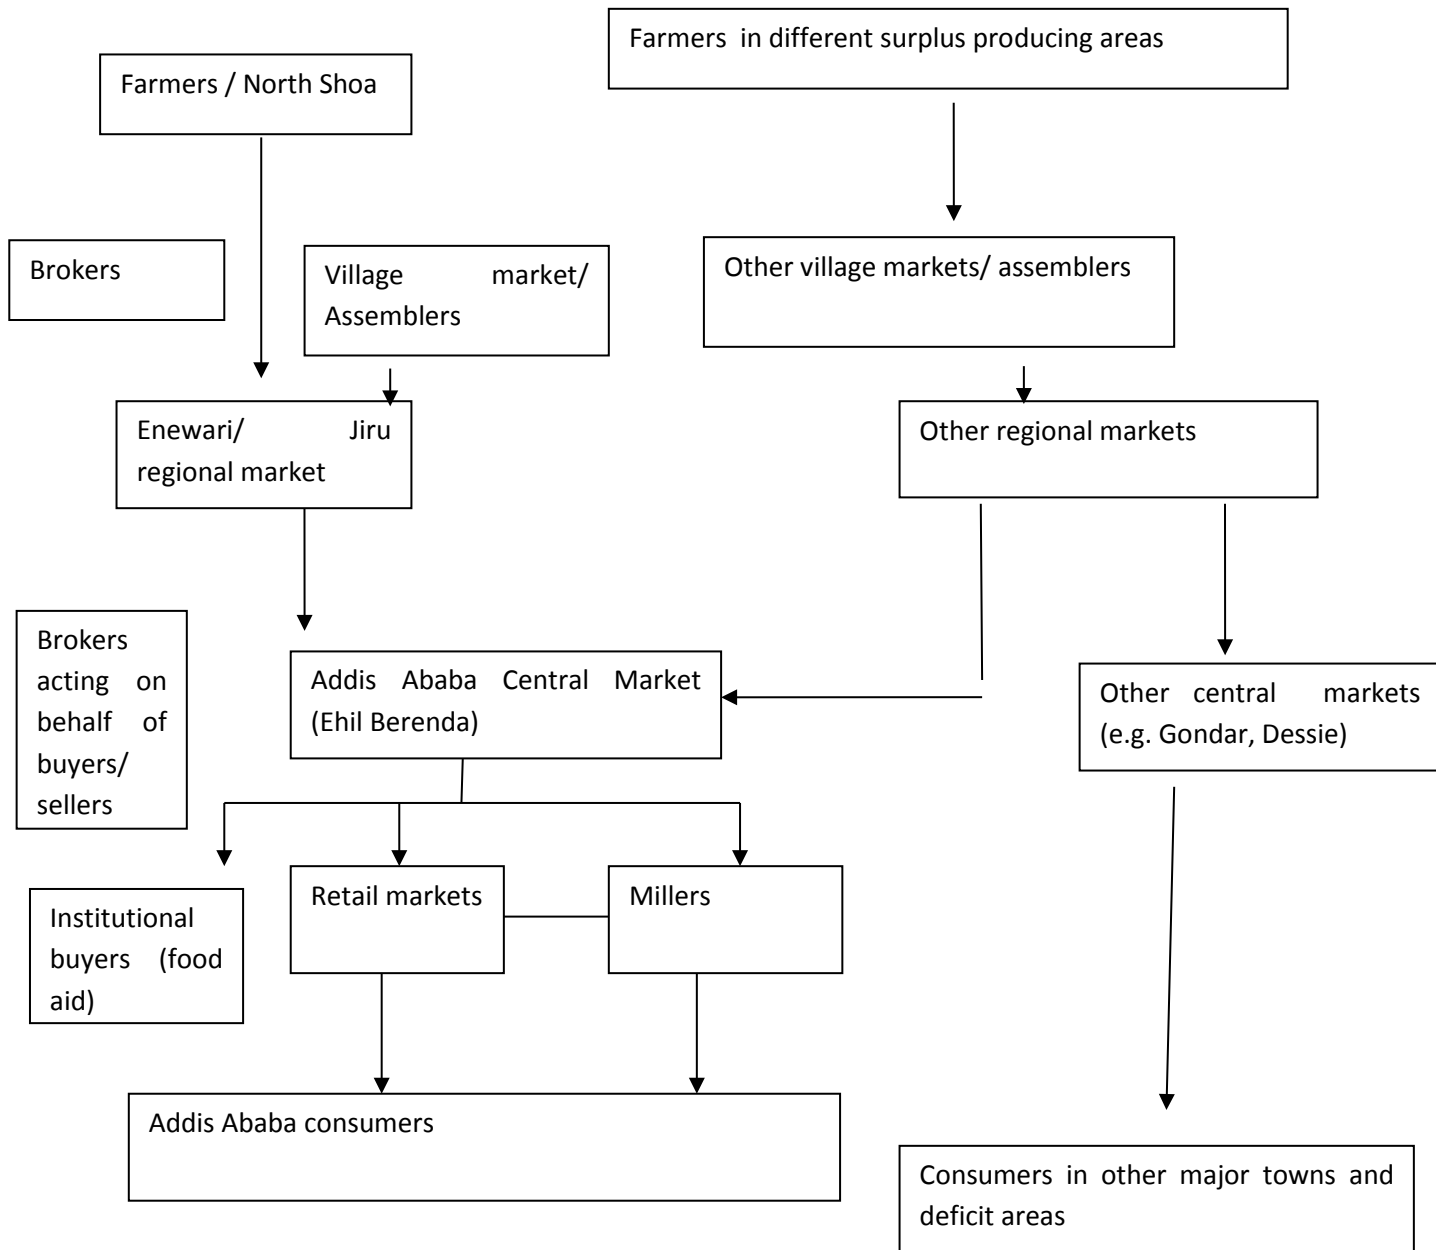 Farmers in different surplus producing areas
Farmers / North Shoa
Brokers
Village market/
Assemblers
Other village markets/ assemblers
Enewari/ Jiru
regional market
Other regional markets
Brokers
acting on
behalf of
buyers/
sellers
Addis Ababa Central Market
(Ehil Berenda)
Other central markets
(e.g. Gondar, Dessie)
Retail markets
Millers
Institutional
buyers (food
aid)
Addis Ababa consumers
Consumers in other major towns and
deficit areas